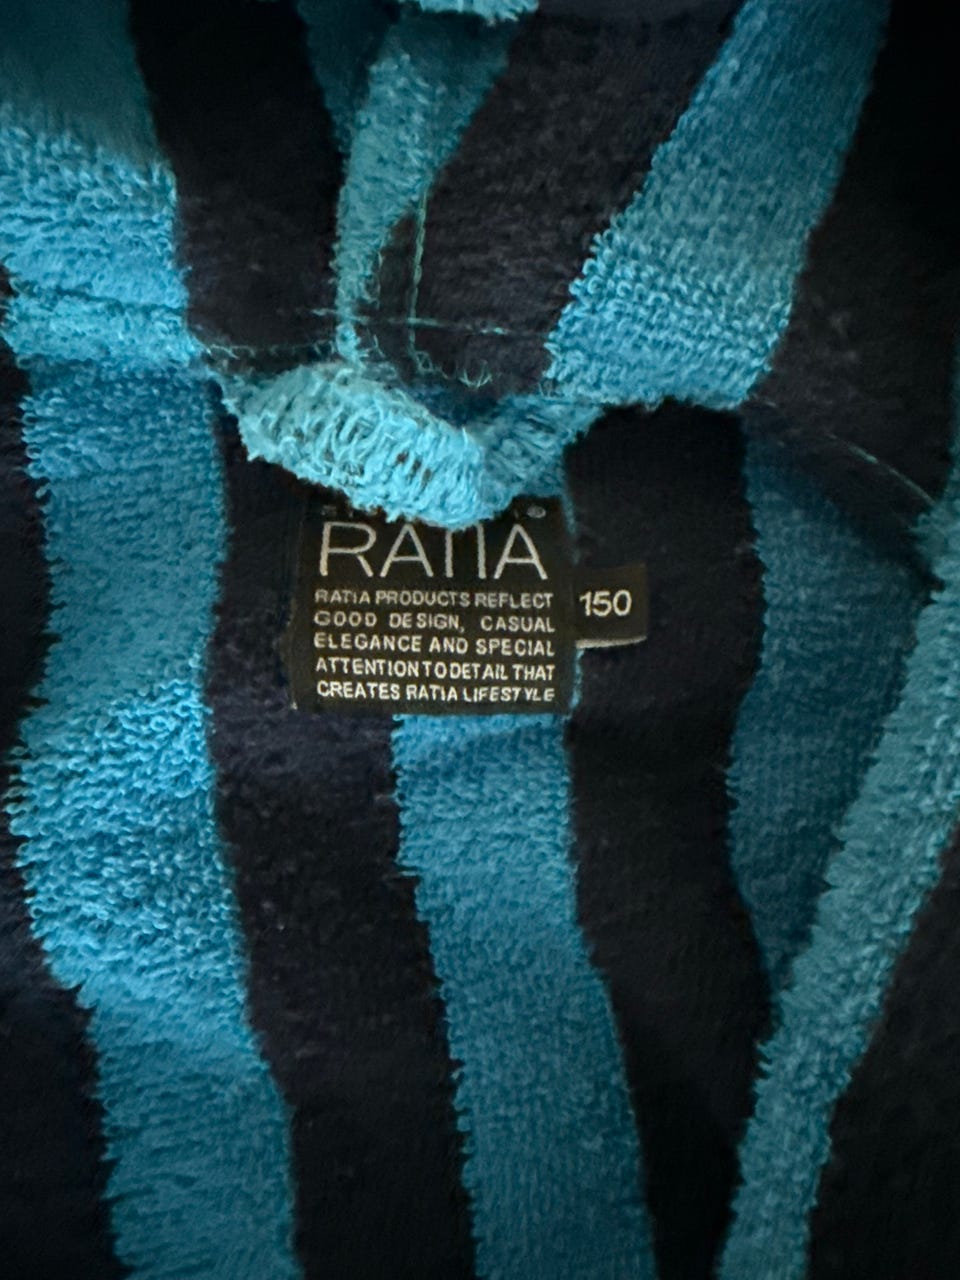 RATIA
RATIA PRODUCTS REFLECT
GOOD DESIGN, CASUAL
ELEGANCE AND SPECIAL
ATTENTION TO DETAIL THAT
CREATES RATIA LIFESTYLE
150